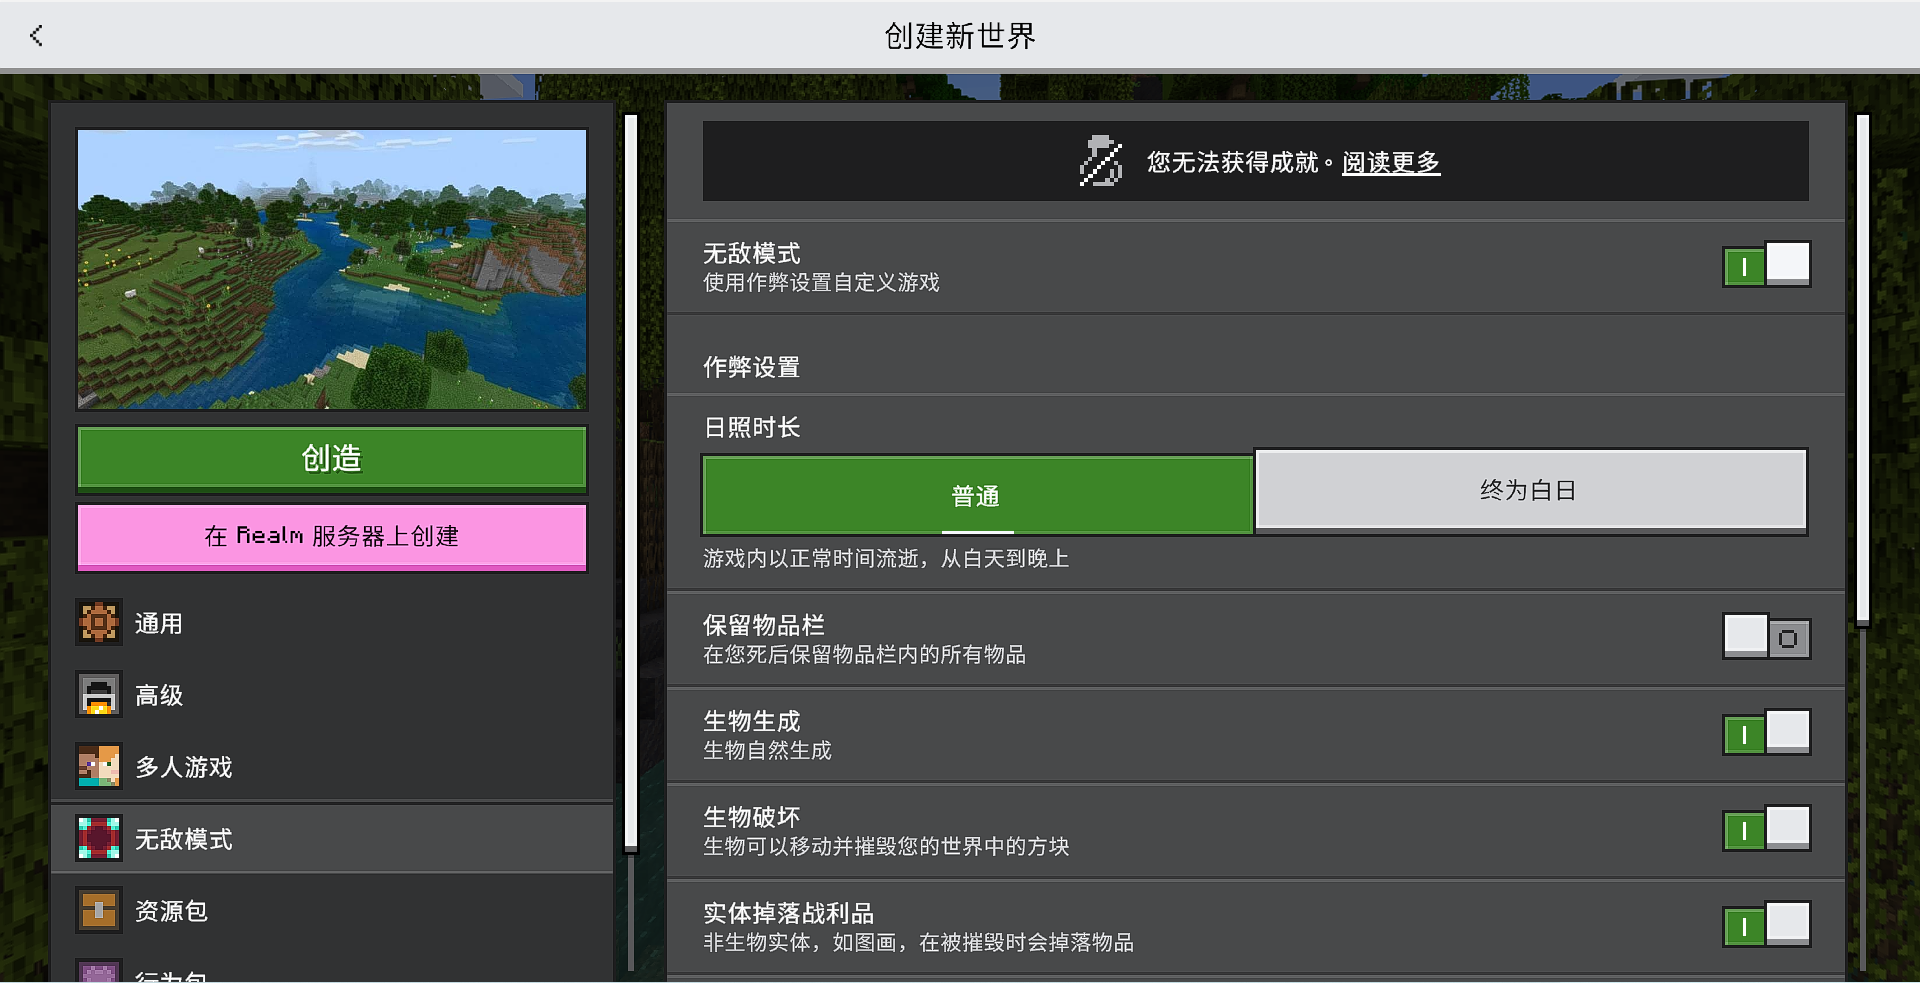 创建新世界
创造
在 Realm 服务器上创建
通用
高级
多人游戏
无敌模式
资源包
行为包
您无法获得成就。阅读更多
无敌模式
使用作弊设置自定义游戏
作弊设置
日照时长
普通
终为白日
游戏内以正常时间流逝，从白天到晚上
保留物品栏
在您死后保留物品栏内的所有物品
生物生成
生物自然生成
生物破坏
生物可以移动并摧毁您的世界中的方块
实体掉落战利品
非生物实体，如图画，在被摧毁时会掉落物品